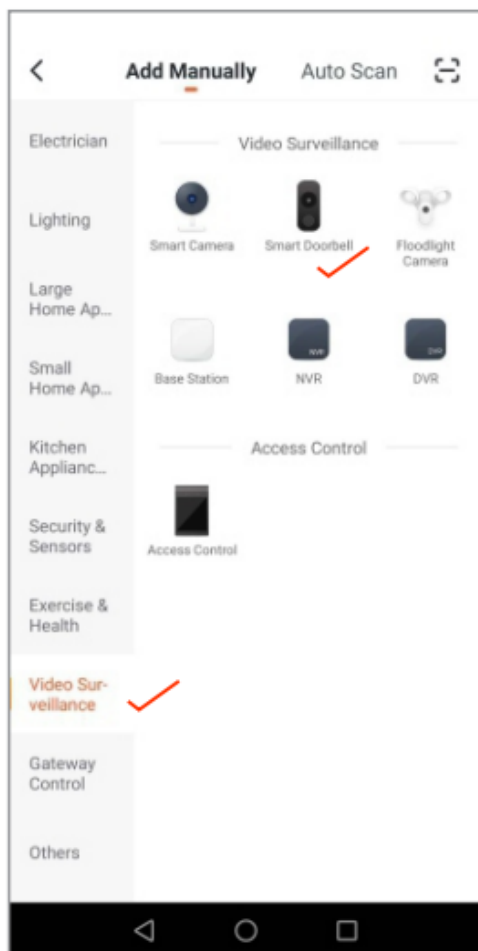 Add Manually Auto Scan
Electrician
Lighting
Large
Home Ap...
Small
Home Ap...
Kitchen
Applianc...
Security &
Sensors
Exercise &
Health
Video Sur-
veillance
Gateway
Control
Others
Video Surveillance
Smart Camera
Smart Doorbell
Floodlight
Camera
Base Station
NVR
NVR
DVR
DVR
Access Control
Access Control